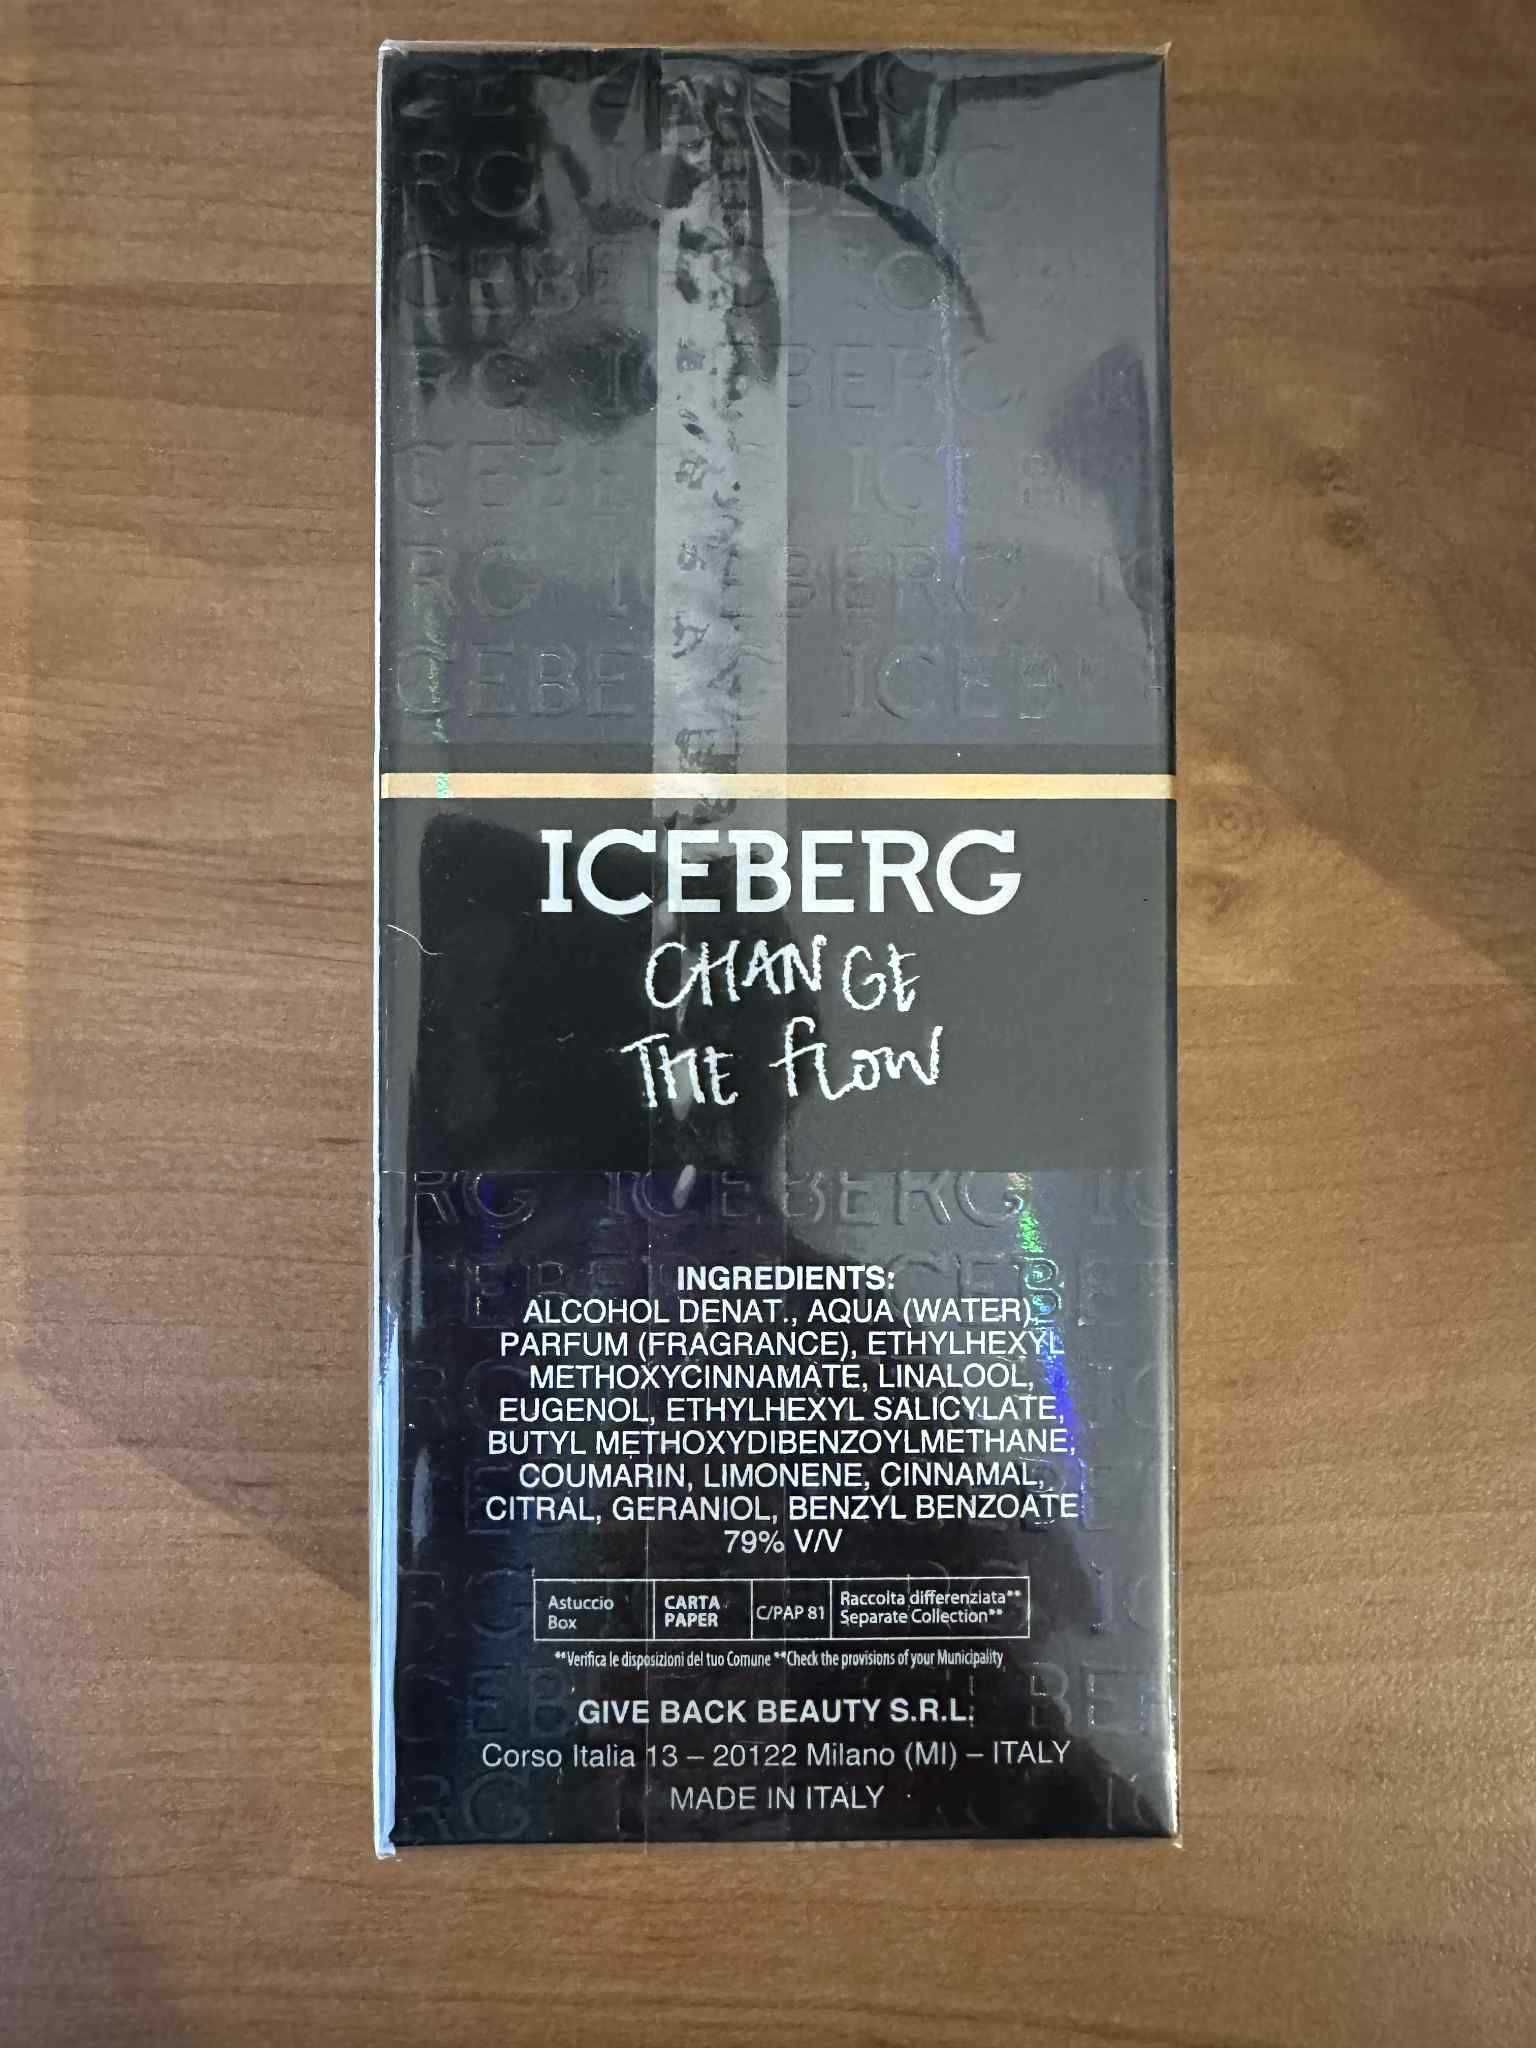 ICEBERG
CHANGE
THE FLOW
INGREDIENTS:
ALCOHOL DENAT., AQUA (WATER),
PARFUM (FRAGRANCE), ETHYLHEXYL
METHOXYCINNAMATE, LINALOOL,
EUGENOL, ETHYLHEXYL SALICYLATE,
BUTYL METHOXYDIBENZOYLMETHANE,
COUMARIN, LIMONENE, CINNAMAL,
CITRAL, GERANIOL, BENZYL BENZOATE
79% V/V
Astuccio CARTA C/PAP 81 Raccolta differenziata**
Box PAPER Separate Collection**
**Verifica le disposizioni del tuo Comune **Check the provisions of your Municipality
GIVE BACK BEAUTY S.R.L.
Corso Italia 13 – 20122 Milano (MI) – ITALY
MADE IN ITALY